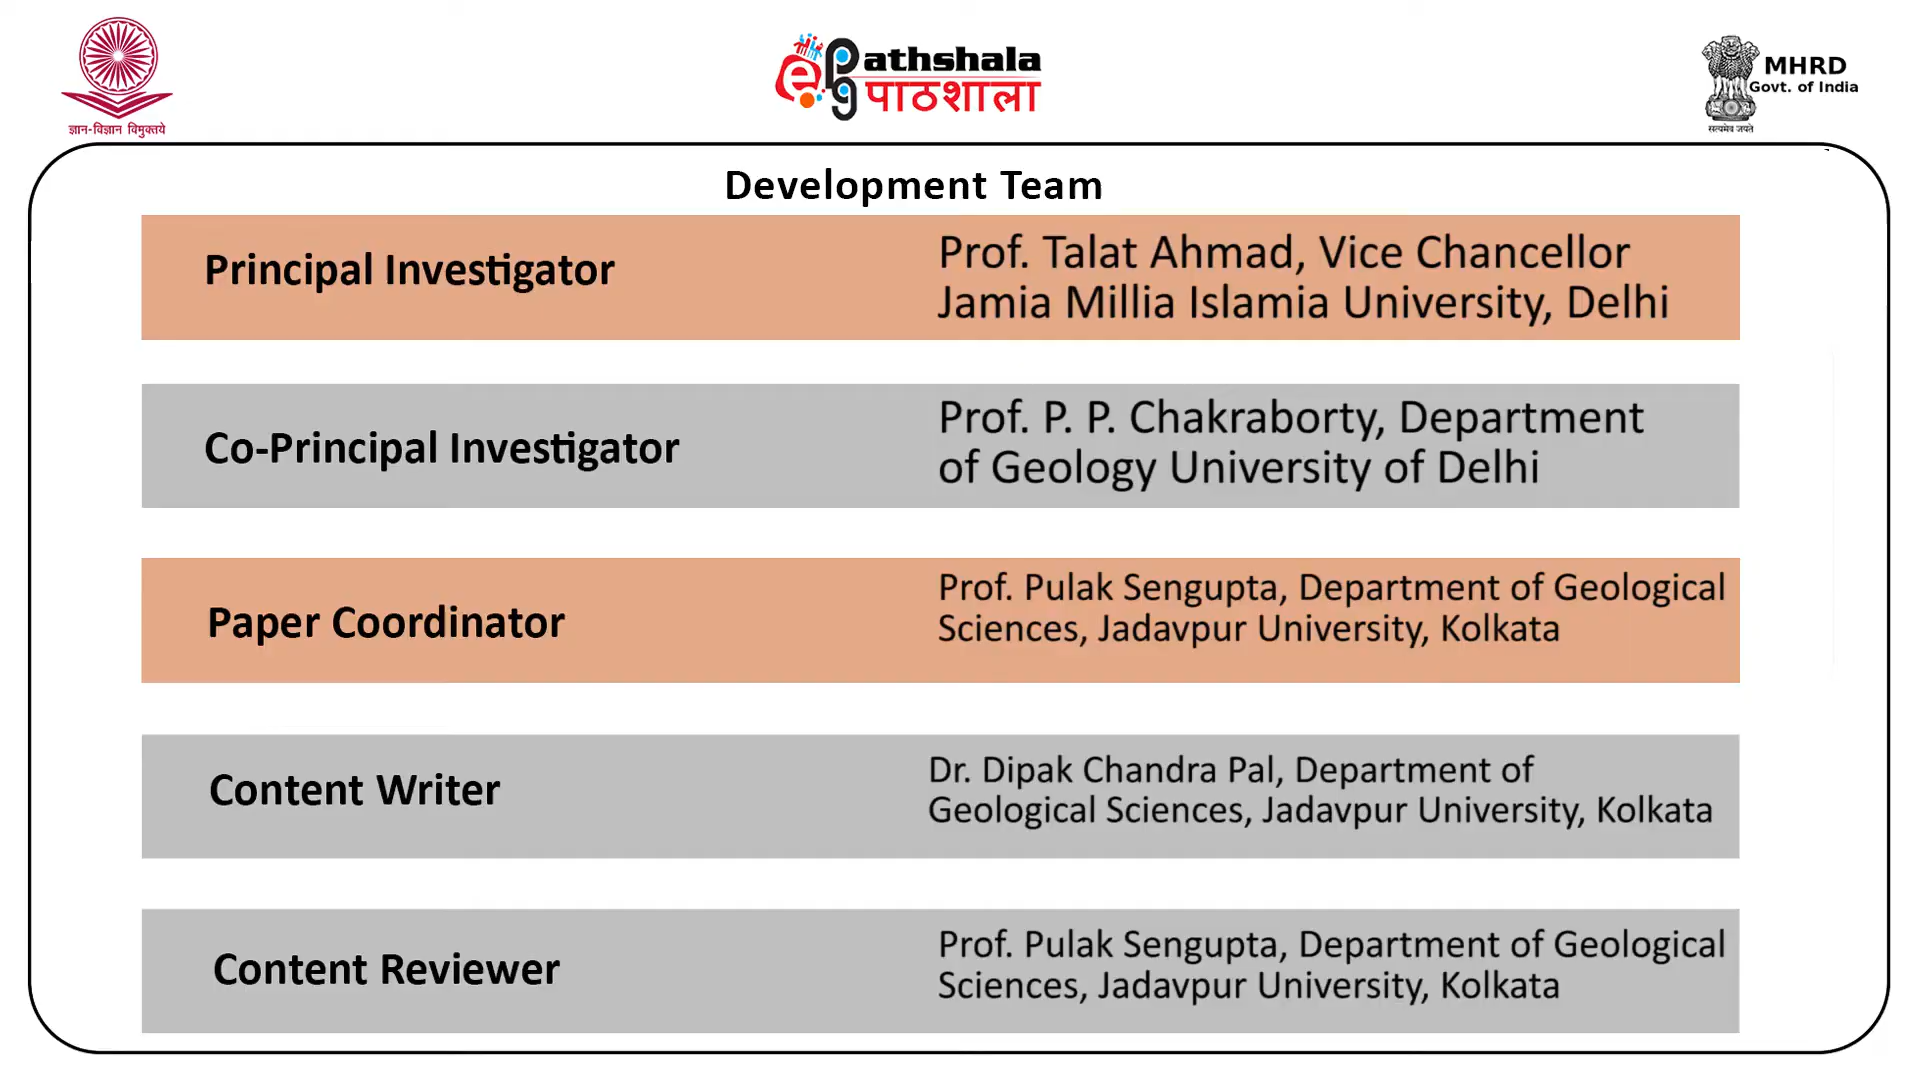 ज्ञान-विज्ञान विमुक्तये
e PG Pathshala
पाठशाला
MHRD
Govt. of India
सत्यमेव जयते
Development Team
Principal Investigator
Prof. Talat Ahmad, Vice Chancellor
Jamia Millia Islamia University, Delhi
Co-Principal Investigator
Prof. P. P. Chakraborty, Department
of Geology University of Delhi
Paper Coordinator
Prof. Pulak Sengupta, Department of Geological
Sciences, Jadavpur University, Kolkata
Content Writer
Dr. Dipak Chandra Pal, Department of
Geological Sciences, Jadavpur University, Kolkata
Content Reviewer
Prof. Pulak Sengupta, Department of Geological
Sciences, Jadavpur University, Kolkata